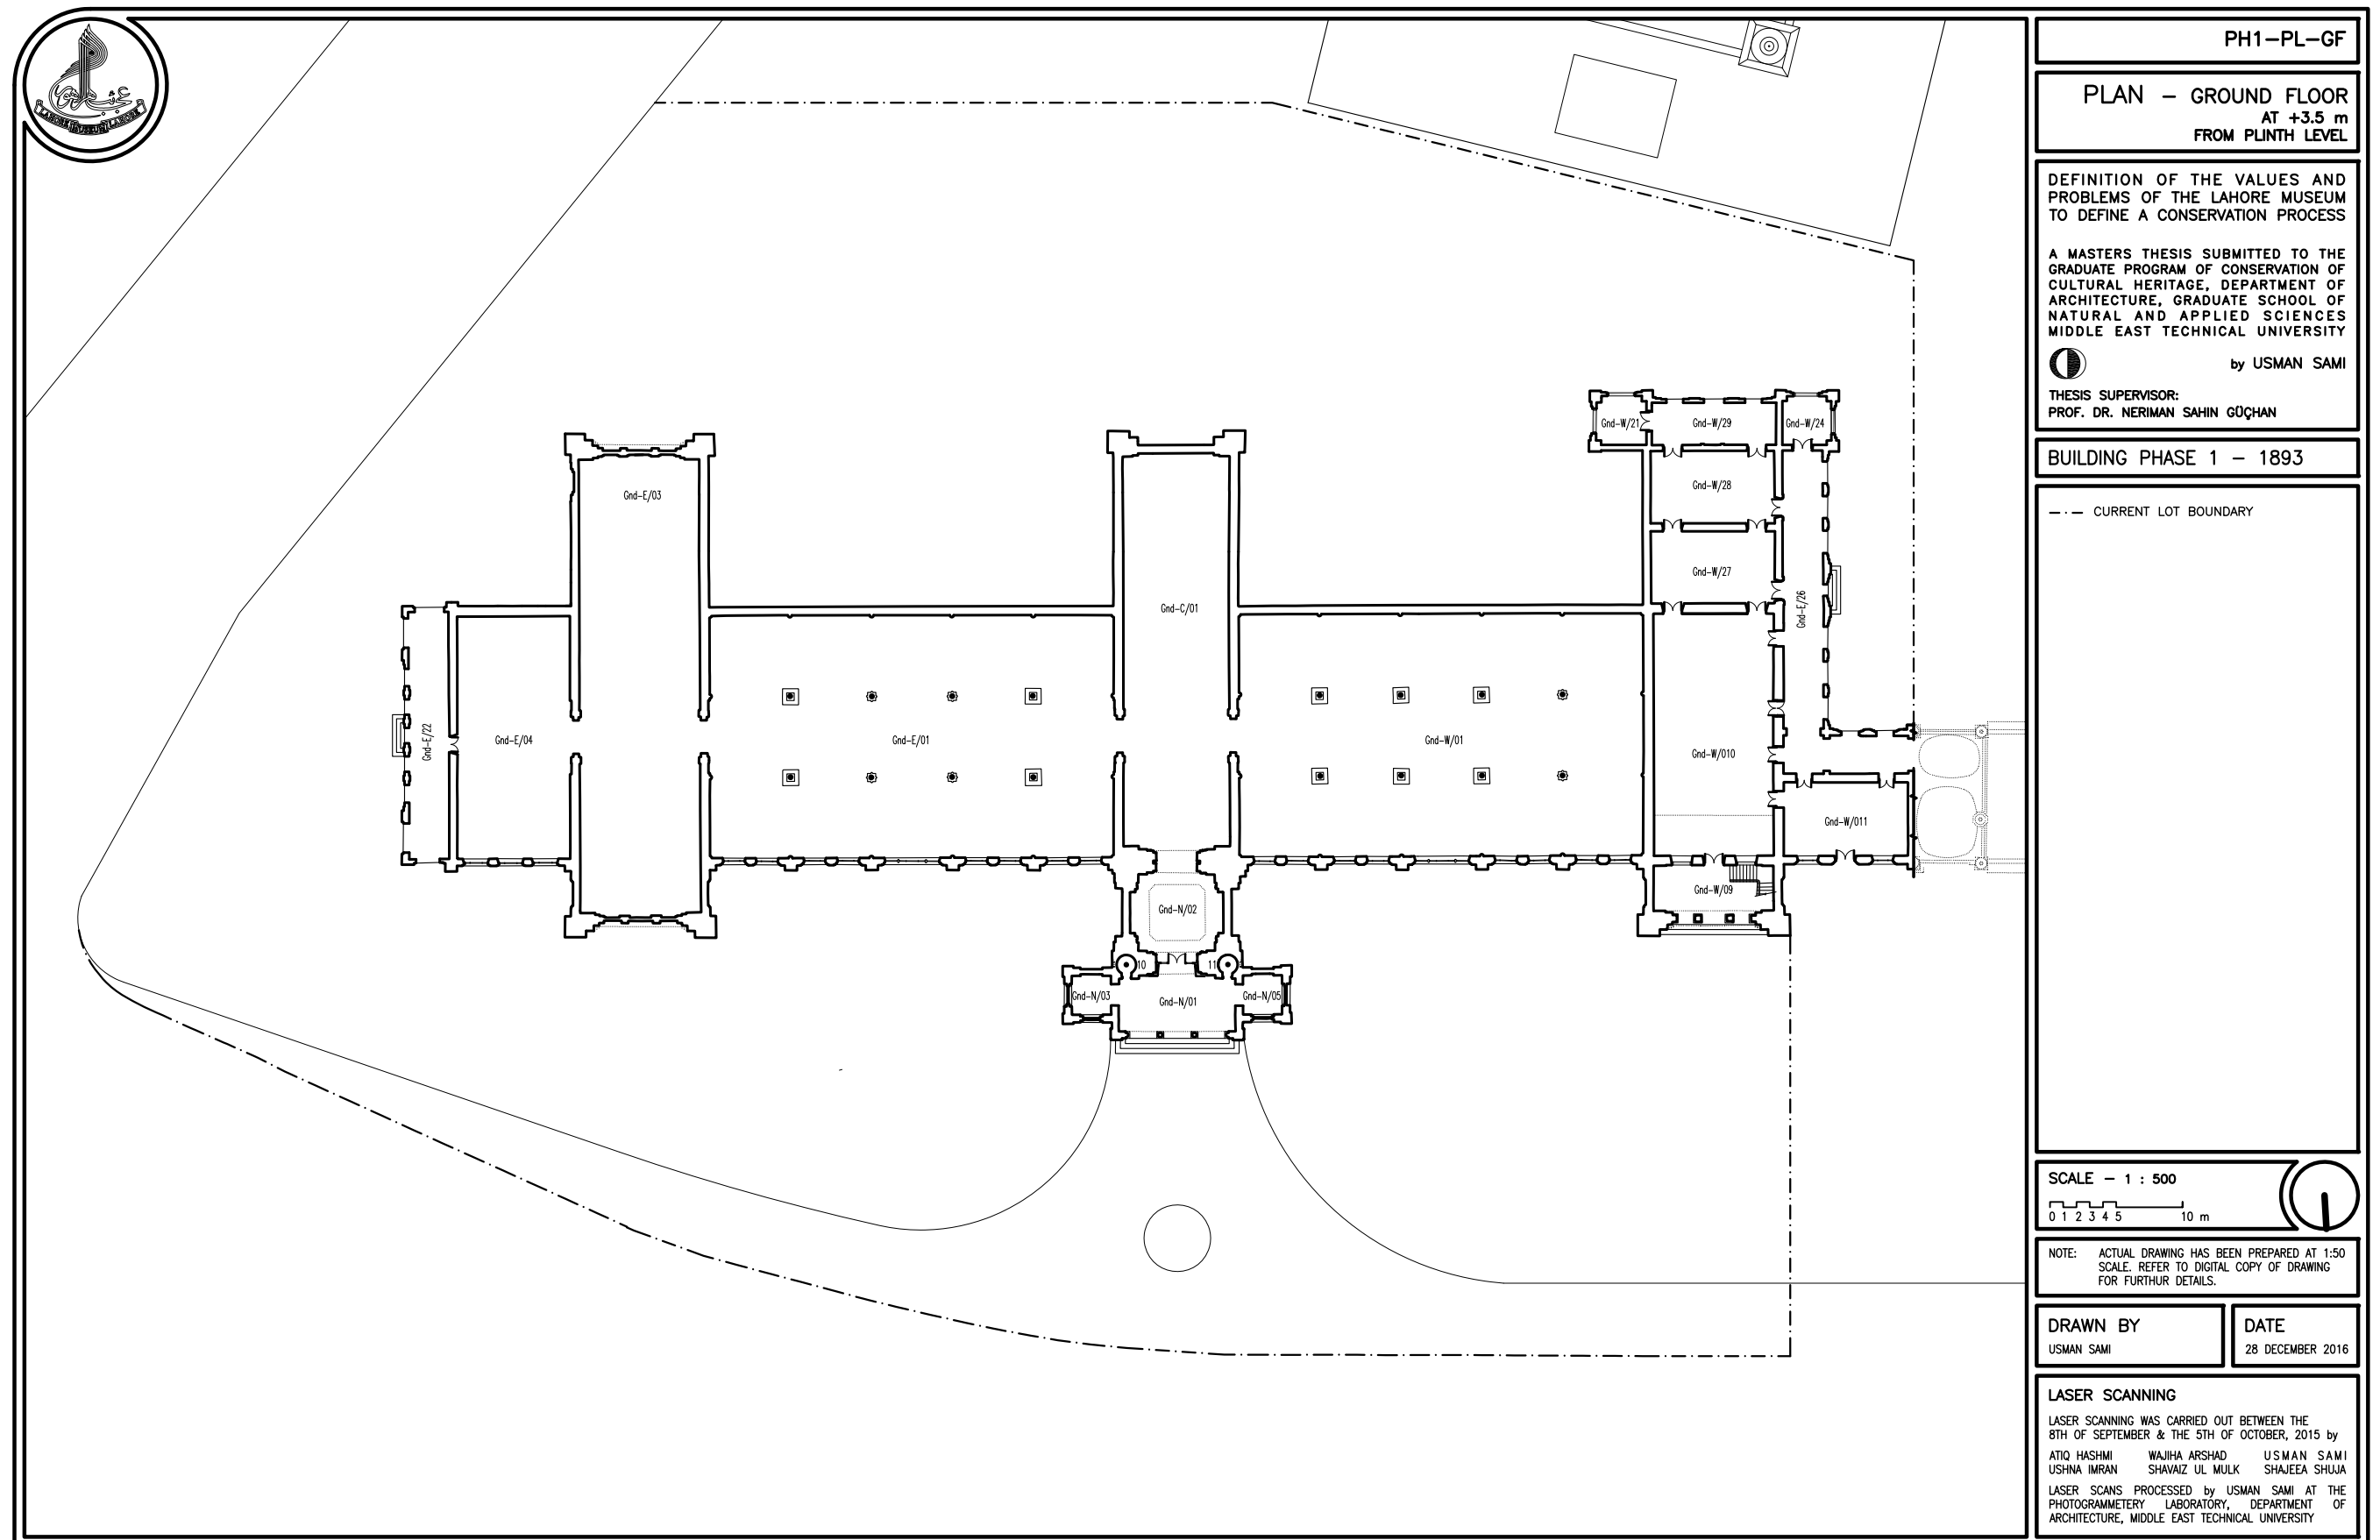 LAHORE MUSEUM LAHORE
PH1-PL-GF
PLAN - GROUND FLOOR
AT +3.5 m
FROM PLINTH LEVEL
DEFINITION OF THE VALUES AND
PROBLEMS OF THE LAHORE MUSEUM
TO DEFINE A CONSERVATION PROCESS
A MASTERS THESIS SUBMITTED TO THE
GRADUATE PROGRAM OF CONSERVATION OF
CULTURAL HERITAGE, DEPARTMENT OF
ARCHITECTURE, GRADUATE SCHOOL OF
NATURAL AND APPLIED SCIENCES
MIDDLE EAST TECHNICAL UNIVERSITY
by USMAN SAMI
THESIS SUPERVISOR:
PROF. DR. NERIMAN SAHIN GÜÇHAN
BUILDING PHASE 1 - 1893
CURRENT LOT BOUNDARY
Gnd-W/21
Gnd-W/29
Gnd-W/24
Gnd-E/03
Gnd-W/28
Gnd-W/27
Gnd-C/01
Gnd-E/26
Gnd-E/22
Gnd-E/04
Gnd-E/01
Gnd-W/01
Gnd-W/010
Gnd-W/011
Gnd-W/09
Gnd-N/02
10
11
Gnd-N/03
Gnd-N/01
Gnd-N/05
SCALE - 1 : 500
0 1 2 3 4 5 10 m
NOTE: ACTUAL DRAWING HAS BEEN PREPARED AT 1:50
SCALE. REFER TO DIGITAL COPY OF DRAWING
FOR FURTHUR DETAILS.
DRAWN BY
USMAN SAMI
DATE
28 DECEMBER 2016
LASER SCANNING
LASER SCANNING WAS CARRIED OUT BETWEEN THE
8TH OF SEPTEMBER & THE 5TH OF OCTOBER, 2015 by
ATIQ HASHMI WAJIHA ARSHAD USMAN SAMI
USHNA IMRAN SHAVAIZ UL MULK SHAJEEA SHUJA
LASER SCANS PROCESSED by USMAN SAMI AT THE
PHOTOGRAMMETERY LABORATORY, DEPARTMENT OF
ARCHITECTURE, MIDDLE EAST TECHNICAL UNIVERSITY